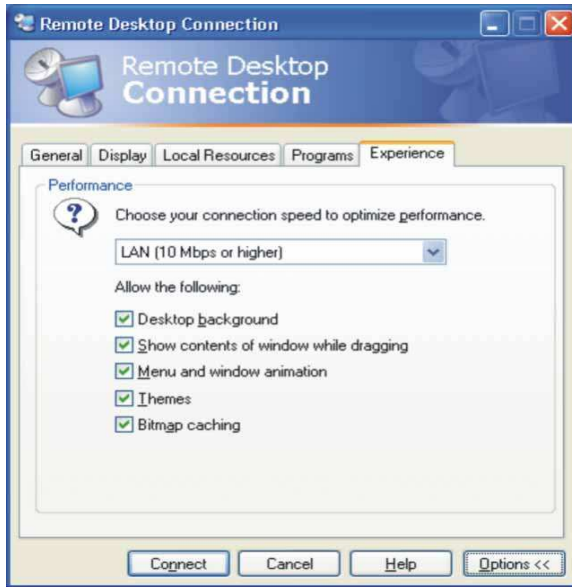 Remote Desktop Connection
Remote Desktop
Connection
General Display Local Resources Programs Experience
Performance
Choose your connection speed to optimize performance.
LAN (10 Mbps or higher)
Allow the following:
Desktop background
Show contents of window while dragging
Menu and window animation
Themes
Bitmap caching
Connect Cancel Help Options <<